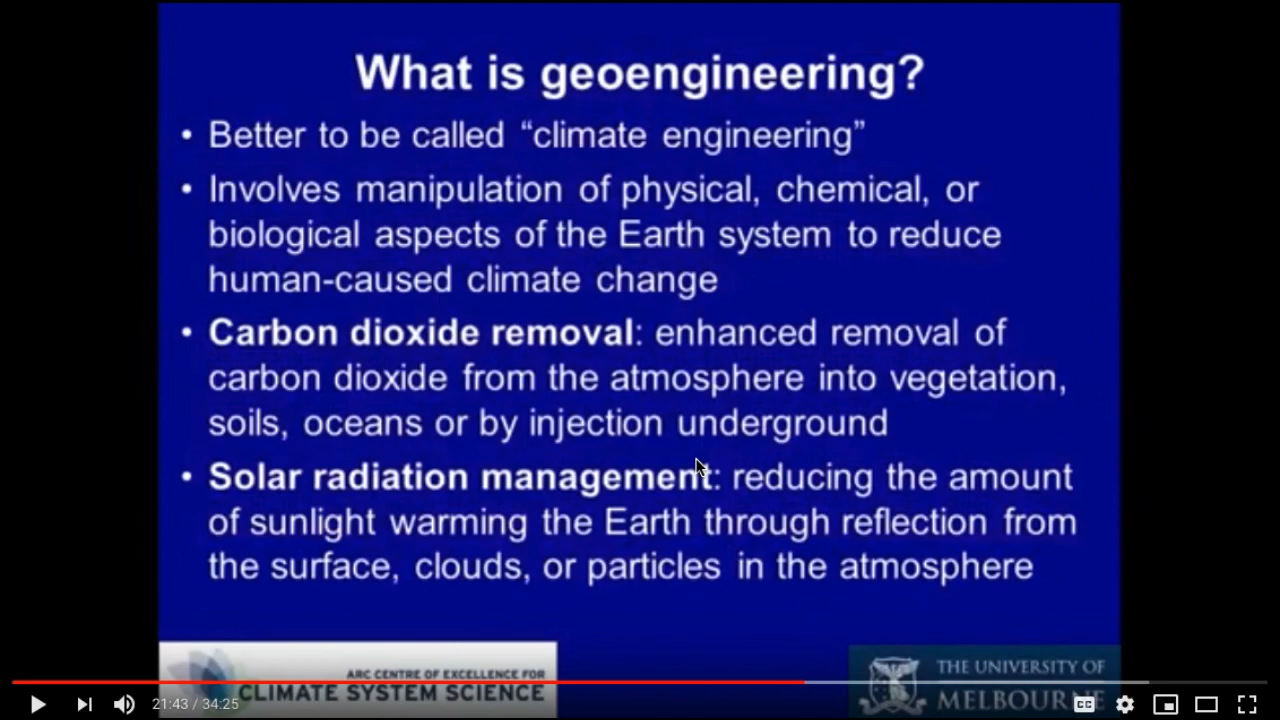 What is geoengineering?
• Better to be called “climate engineering”
• Involves manipulation of physical, chemical, or
biological aspects of the Earth system to reduce
human-caused climate change
• Carbon dioxide removal: enhanced removal of
carbon dioxide from the atmosphere into vegetation,
soils, oceans or by injection underground
• Solar radiation management: reducing the amount
of sunlight warming the Earth through reflection from
the surface, clouds, or particles in the atmosphere
ARC CENTRE OF EXCELLENCE FOR
CLIMATE SYSTEM SCIENCE
THE UNIVERSITY OF
MELBOURNE
21:43 / 34:25
CC